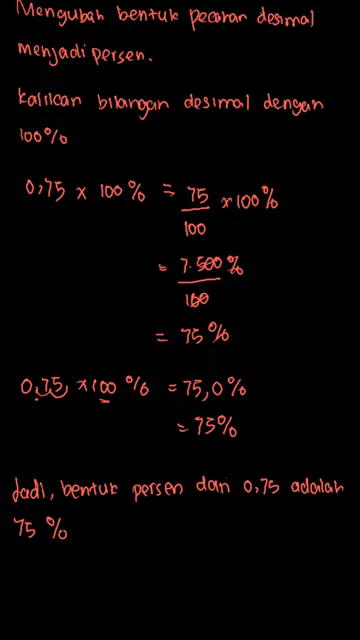 Mengubah bentuk pecahan desimal
menjadi persen.
Kalikan bilangan desimal dengan
100%
0,75 x 100% = 75/100 x 100%
= 7.500%/100
= 75%
0,75 x 100% = 75,0%
= 75%
Jadi, bentuk persen dari 0,75 adalah
75%